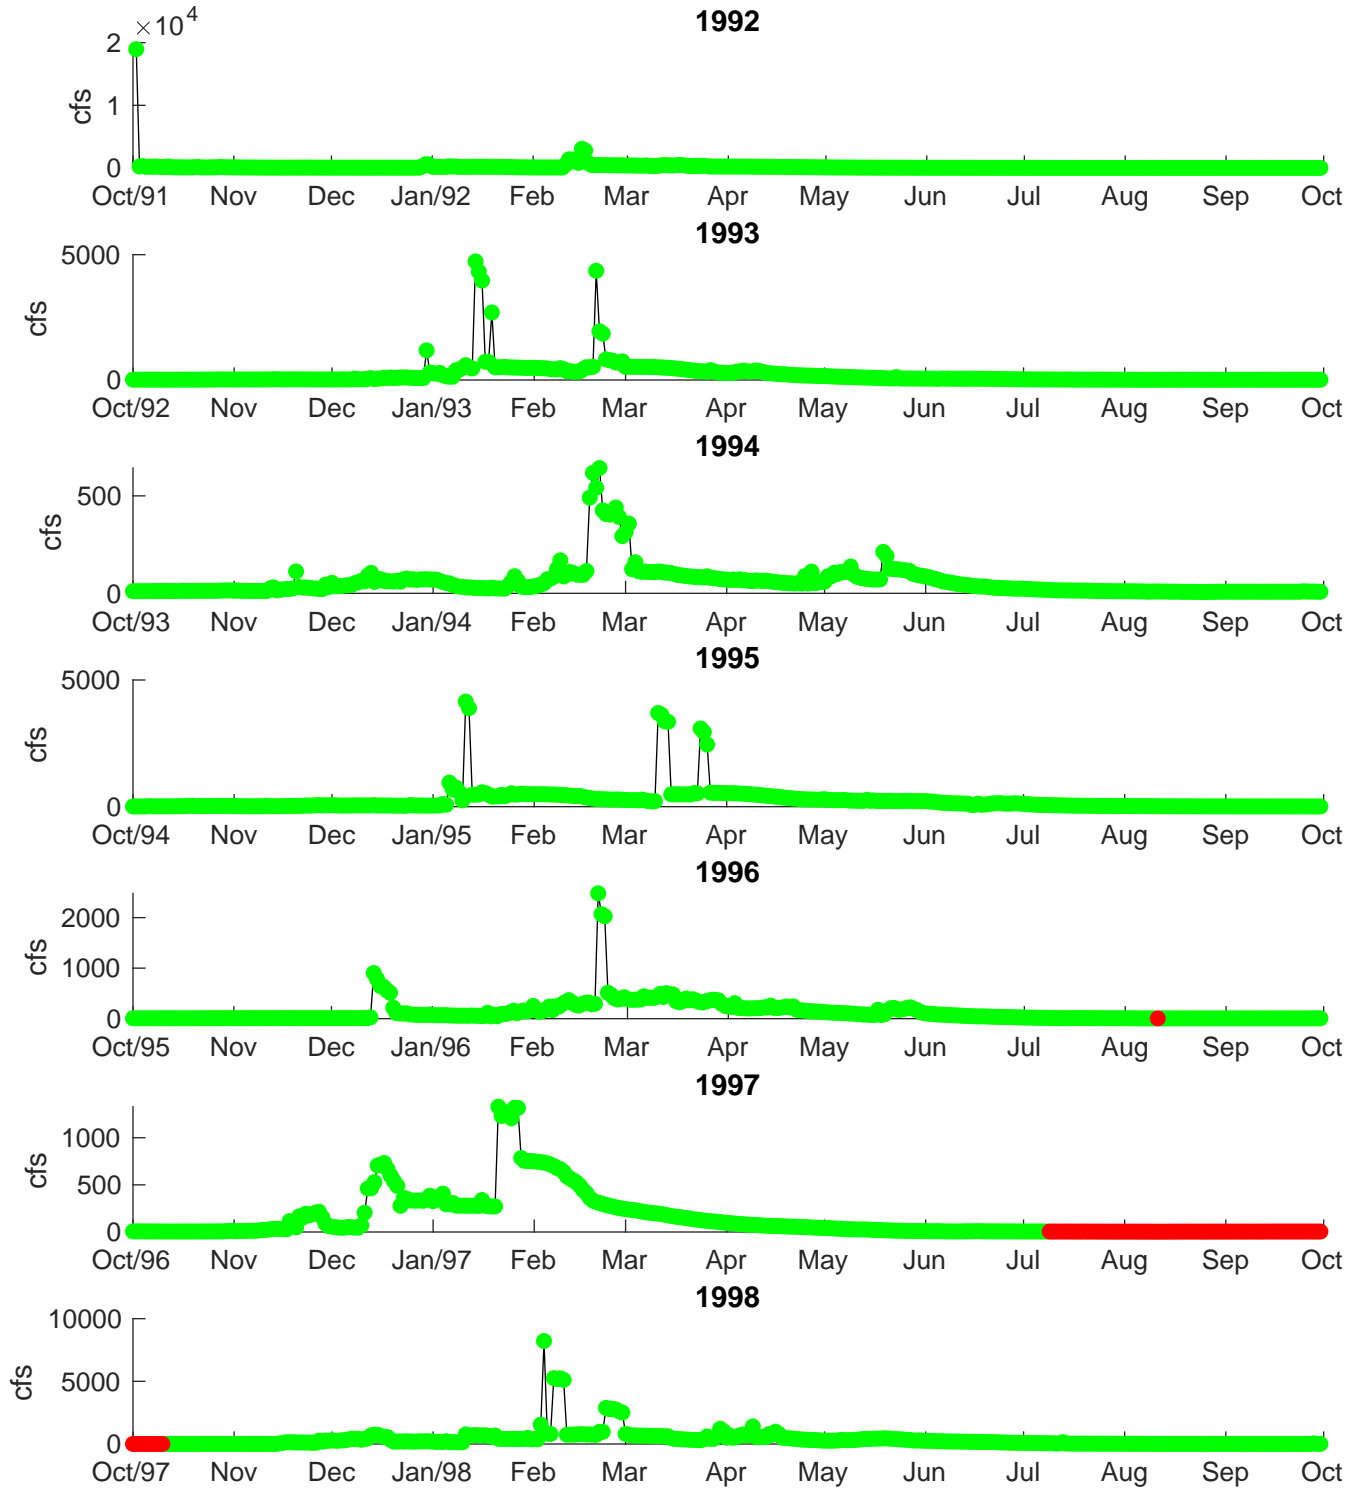 1992
×10^4
2
1
0
cfs
Oct/91 Nov Dec Jan/92 Feb Mar Apr May Jun Jul Aug Sep Oct
1993
5000
0
cfs
Oct/92 Nov Dec Jan/93 Feb Mar Apr May Jun Jul Aug Sep Oct
1994
500
0
cfs
Oct/93 Nov Dec Jan/94 Feb Mar Apr May Jun Jul Aug Sep Oct
1995
5000
0
cfs
Oct/94 Nov Dec Jan/95 Feb Mar Apr May Jun Jul Aug Sep Oct
1996
2000
1000
0
cfs
Oct/95 Nov Dec Jan/96 Feb Mar Apr May Jun Jul Aug Sep Oct
1997
1000
500
0
cfs
Oct/96 Nov Dec Jan/97 Feb Mar Apr May Jun Jul Aug Sep Oct
1998
10000
5000
0
cfs
Oct/97 Nov Dec Jan/98 Feb Mar Apr May Jun Jul Aug Sep Oct